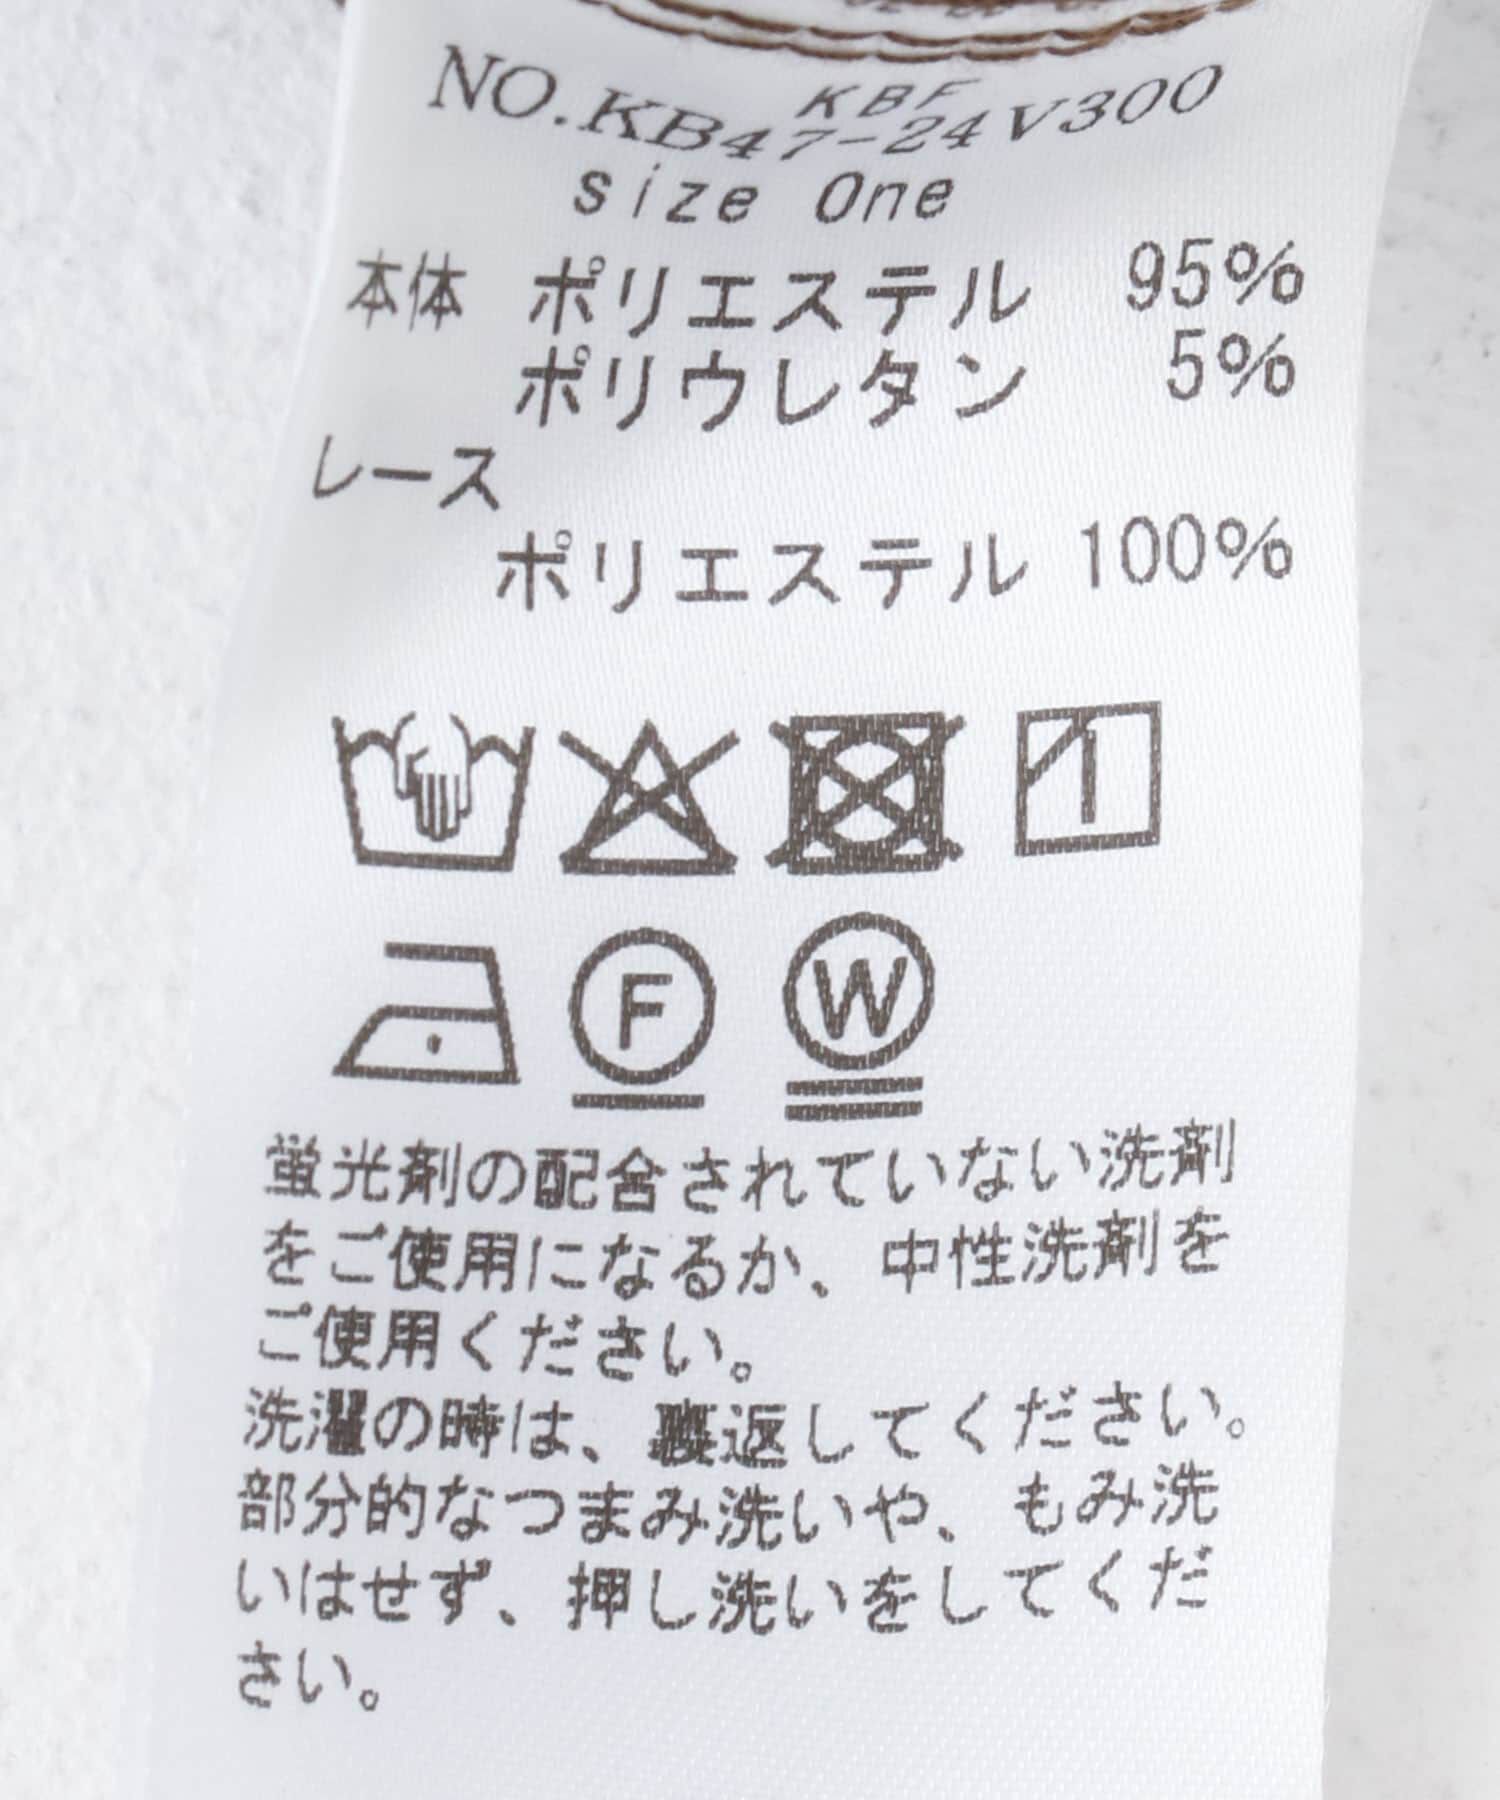 KBF
NO.KB47-24V300
size One
本体 ポリエステル 95%
ポリウレタン 5%
レース
ポリエステル 100%
F
W
蛍光剤の配合されていない洗剤
をご使用になるか、中性洗剤を
ご使用ください。
洗濯の時は、裏返してください。
部分的なつまみ洗いや、もみ洗
いはせず、押し洗いをしてくだ
さい。